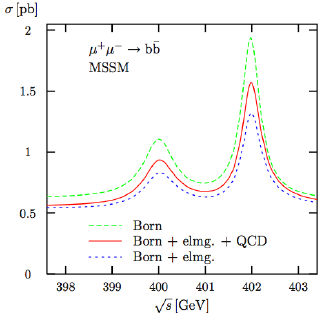 σ [pb]
2
μ⁺μ⁻ → bb̄
MSSM
1.5
1
0.5
Born
Born + elmg. + QCD
Born + elmg.
0
398 399 400 401 402 403
√s [GeV]